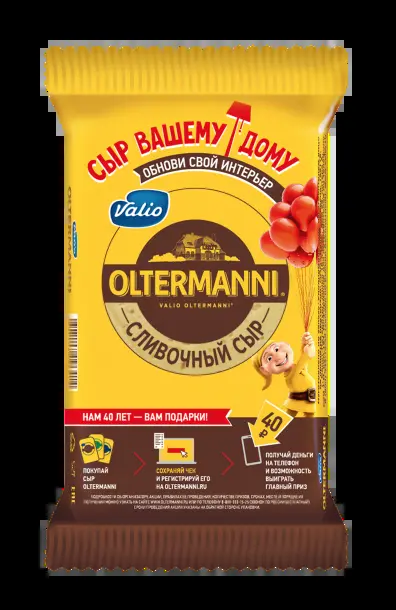 СЫР ВАШЕМУ ДОМУ
ОБНОВИ СВОЙ ИНТЕРЬЕР
Valio
OLTERMANNI
OLTERMANNI®
VALIO OLTERMANNI®
СЛИВОЧНЫЙ СЫР
НАМ 40 ЛЕТ — ВАМ ПОДАРКИ!
40
₽
ПОКУПАЙ
СЫР
OLTERMANNI
СОХРАНЯЙ ЧЕК
И РЕГИСТРИРУЙ ЕГО
НА OLTERMANNI.RU
ПОЛУЧАЙ ДЕНЬГИ
НА ТЕЛЕФОН
И ВОЗМОЖНОСТЬ
ВЫИГРАТЬ
ГЛАВНЫЙ ПРИЗ